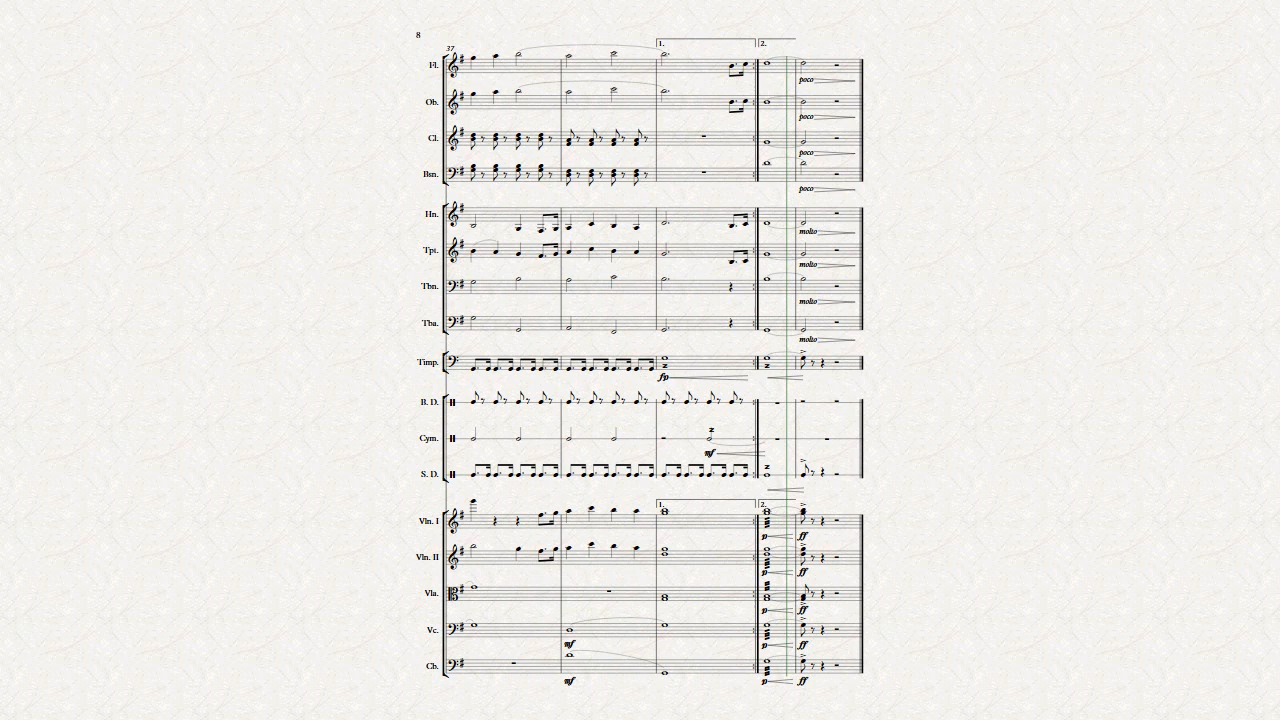 8
37
1. 2.
Fl.
poco
Ob.
poco
Cl.
poco
Bsn.
poco
Hn.
molto
Tpt.
molto
Tbn.
molto
Tba.
molto
Timp.
fp
B. D.
Cym.
mf
S. D.
1. 2.
Vln. I
p ff
Vln. II
p ff
Vla.
p ff
Vc.
mf p ff
Cb.
mf p ff